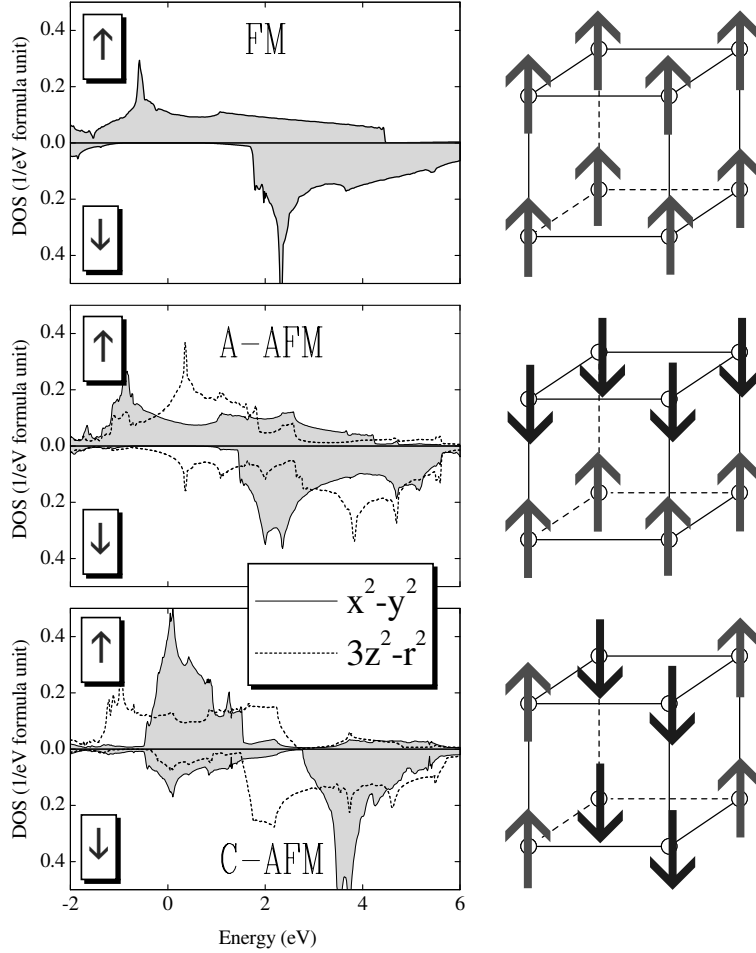 0.4
0.2
0.0
0.2
0.4
DOS (1/eV formula unit)
↑
FM
↓
0.4
0.2
0.0
0.2
0.4
DOS (1/eV formula unit)
↑
A-AFM
↓
x²-y²
3z²-r²
0.4
0.2
0.0
0.2
0.4
DOS (1/eV formula unit)
↑
C-AFM
↓
-2 0 2 4 6
Energy (eV)